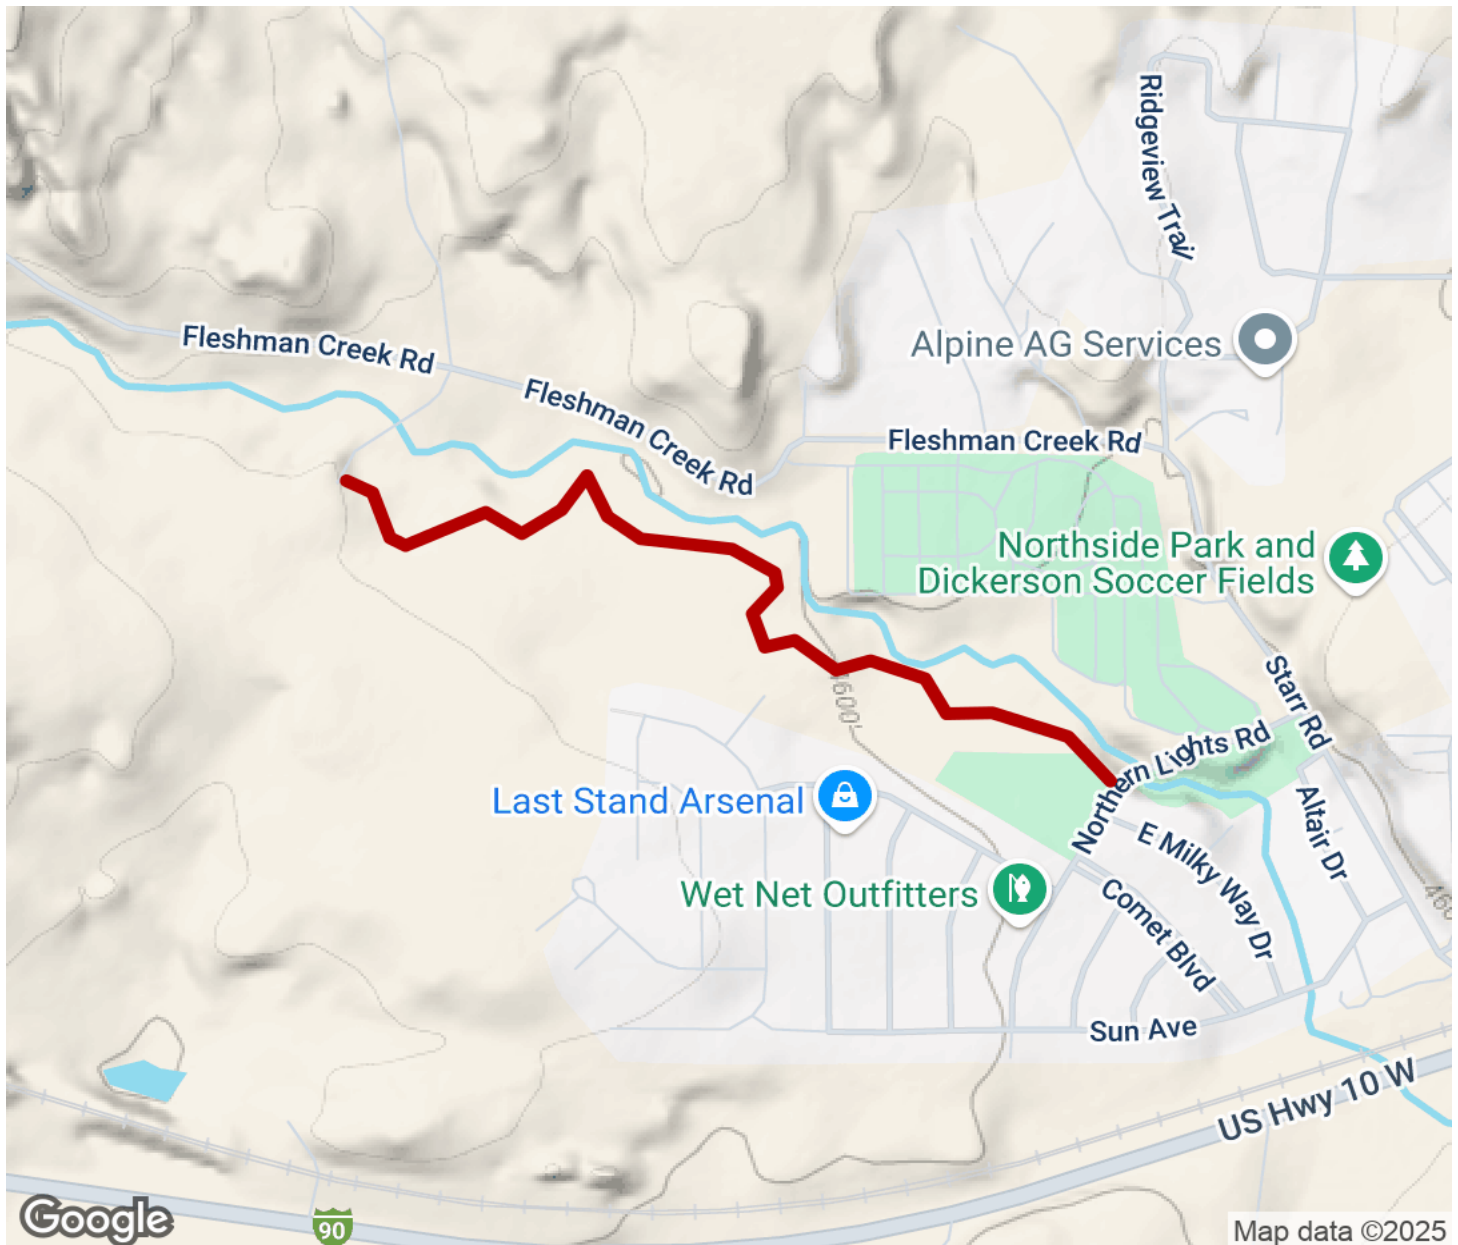 Ridgeview Trail
Fleshman Creek Rd
Alpine AG Services
Fleshman Creek Rd
Fleshman Creek Rd
Northside Park and
Dickerson Soccer Fields
Starr Rd
4600'
Northern Lights Rd
Last Stand Arsenal
Altair Dr
E Milky Way Dr
Wet Net Outfitters
Comet Blvd
Sun Ave
US Hwy 10 W
Google
90
Map data ©2025